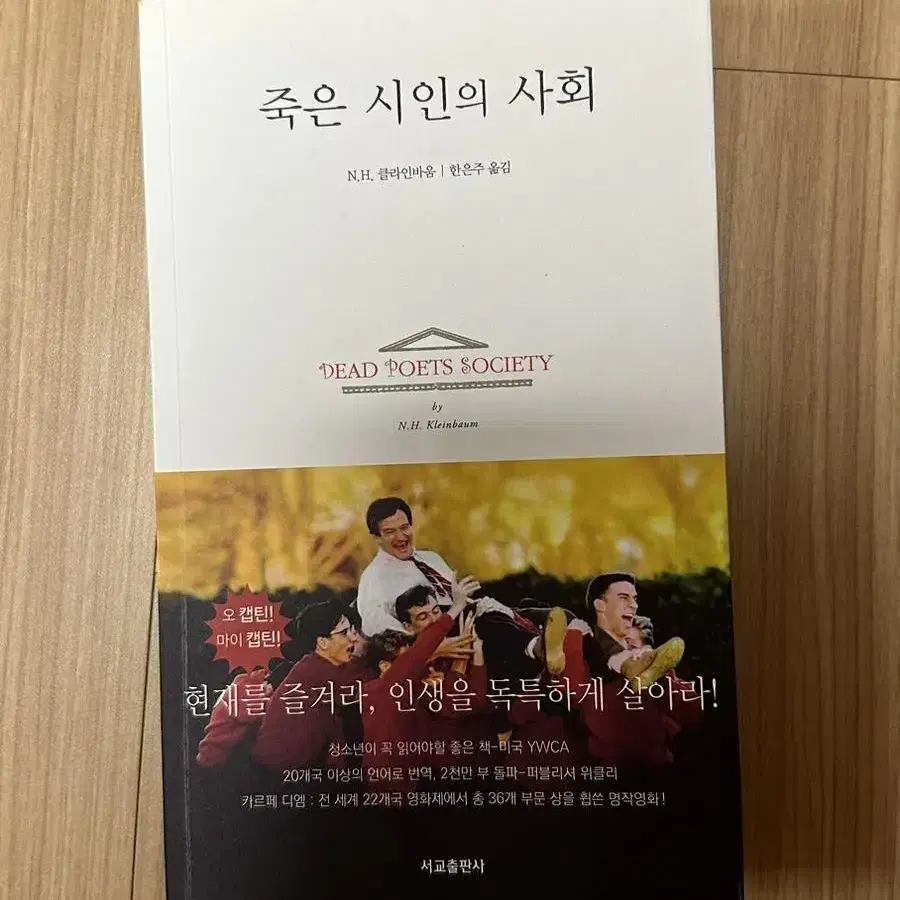 죽은 시인의 사회
N.H. 클라인바움 | 한은주 옮김
DEAD POETS SOCIETY
by
N.H. Kleinbaum
오 캡틴!
마이 캡틴!
현재를 즐겨라, 인생을 독특하게 살아라!
청소년이 꼭 읽어야할 좋은 책-미국 YWCA
20개국 이상의 언어로 번역, 2천만 부 돌파-퍼블리셔 위클리
카르페 디엠 : 전 세계 22개국 영화제에서 총 36개 부문 상을 휩쓴 명작영화!
서교출판사